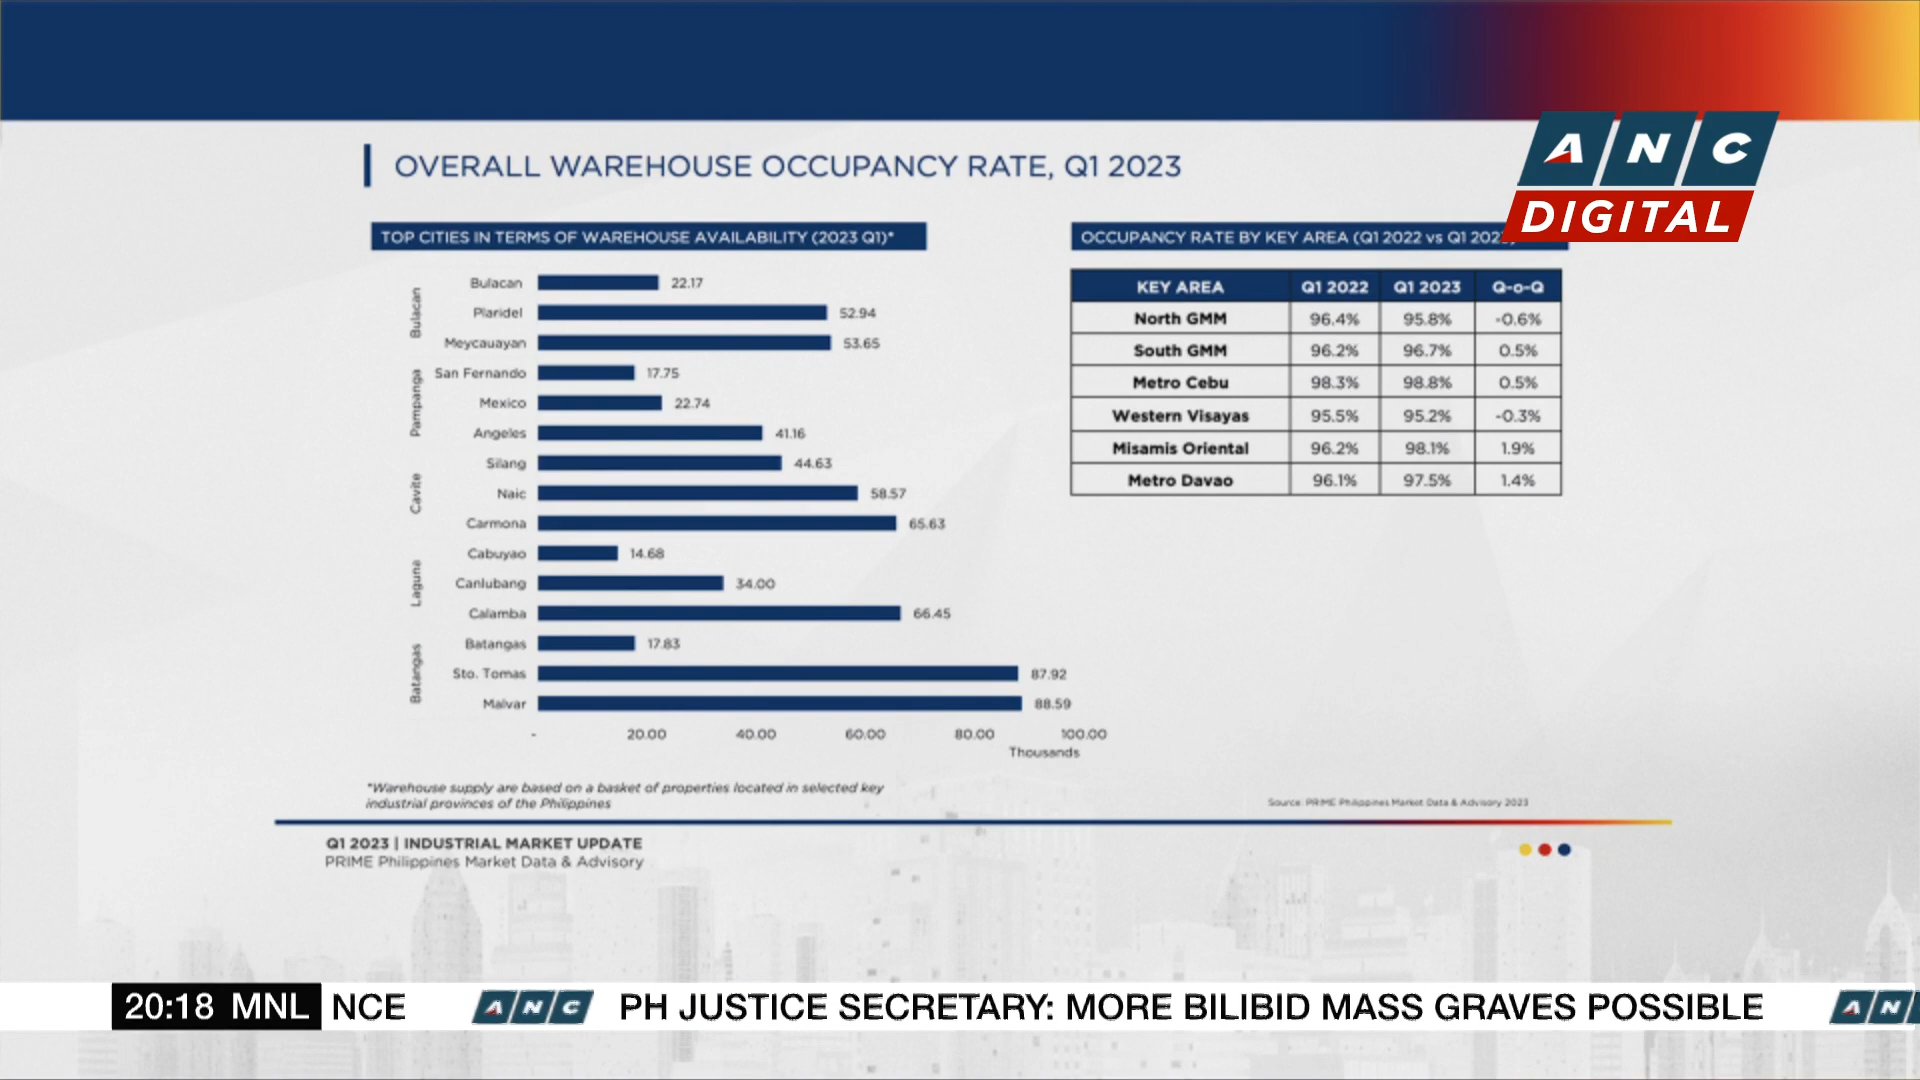 ANC
DIGITAL
OVERALL WAREHOUSE OCCUPANCY RATE, Q1 2023
TOP CITIES IN TERMS OF WAREHOUSE AVAILABILITY (2023 Q1)*
Bulacan
Bulacan 22.17
Plaridel 52.94
Meycauayan 53.65
Pampanga
San Fernando 17.75
Mexico 22.74
Angeles 41.16
Cavite
Silang 44.63
Naic 58.57
Carmona 65.63
Laguna
Cabuyao 14.68
Canlubang 34.00
Calamba 66.45
Batangas
Batangas 17.83
Sto. Tomas 87.92
Malvar 88.59
- 20.00 40.00 60.00 80.00 100.00
Thousands
*Warehouse supply are based on a basket of properties located in selected key
industrial provinces of the Philippines
OCCUPANCY RATE BY KEY AREA (Q1 2022 vs Q1
KEY AREA Q1 2022 Q1 2023 Q-o-Q
North GMM 96.4% 95.8% -0.6%
South GMM 96.2% 96.7% 0.5%
Metro Cebu 98.3% 98.8% 0.5%
Western Visayas 95.5% 95.2% -0.3%
Misamis Oriental 96.2% 98.1% 1.9%
Metro Davao 96.1% 97.5% 1.4%
Source: PRIME Philippines Market Data & Advisory 2023
Q1 2023 | INDUSTRIAL MARKET UPDATE
PRIME Philippines Market Data & Advisory
20:18 MNL NCE ANC PH JUSTICE SECRETARY: MORE BILIBID MASS GRAVES POSSIBLE AN